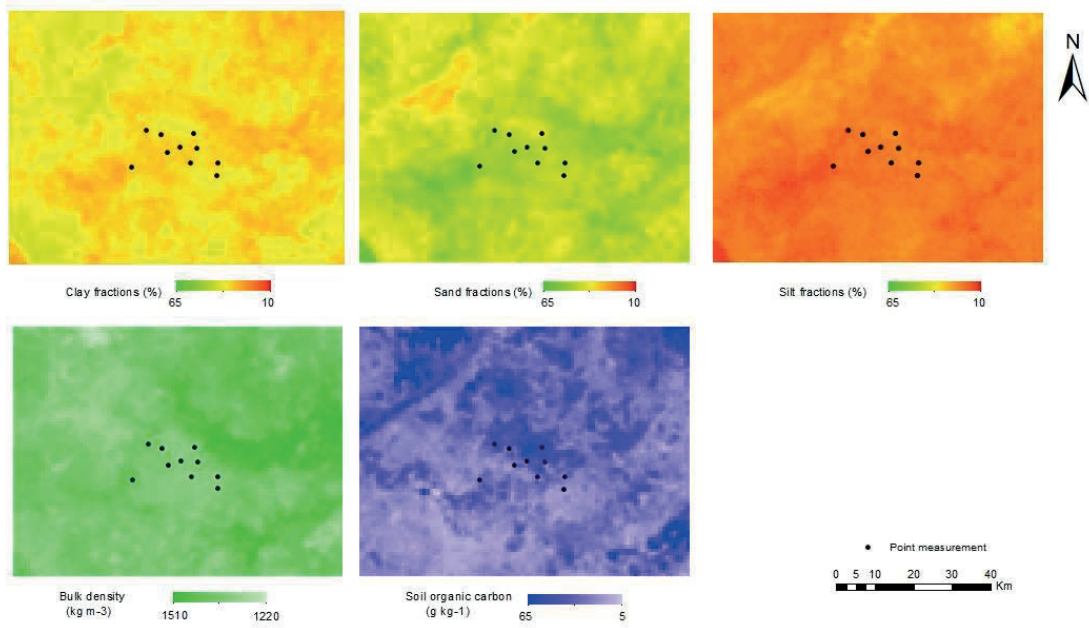 N
Clay fractions (%)
65 10
Sand fractions (%)
65 10
Silt fractions (%)
65 10
Bulk density
(kg m-3)
1510 1220
Soil organic carbon
(g kg-1)
65 5
Point measurement
0 5 10 20 30 40
Km